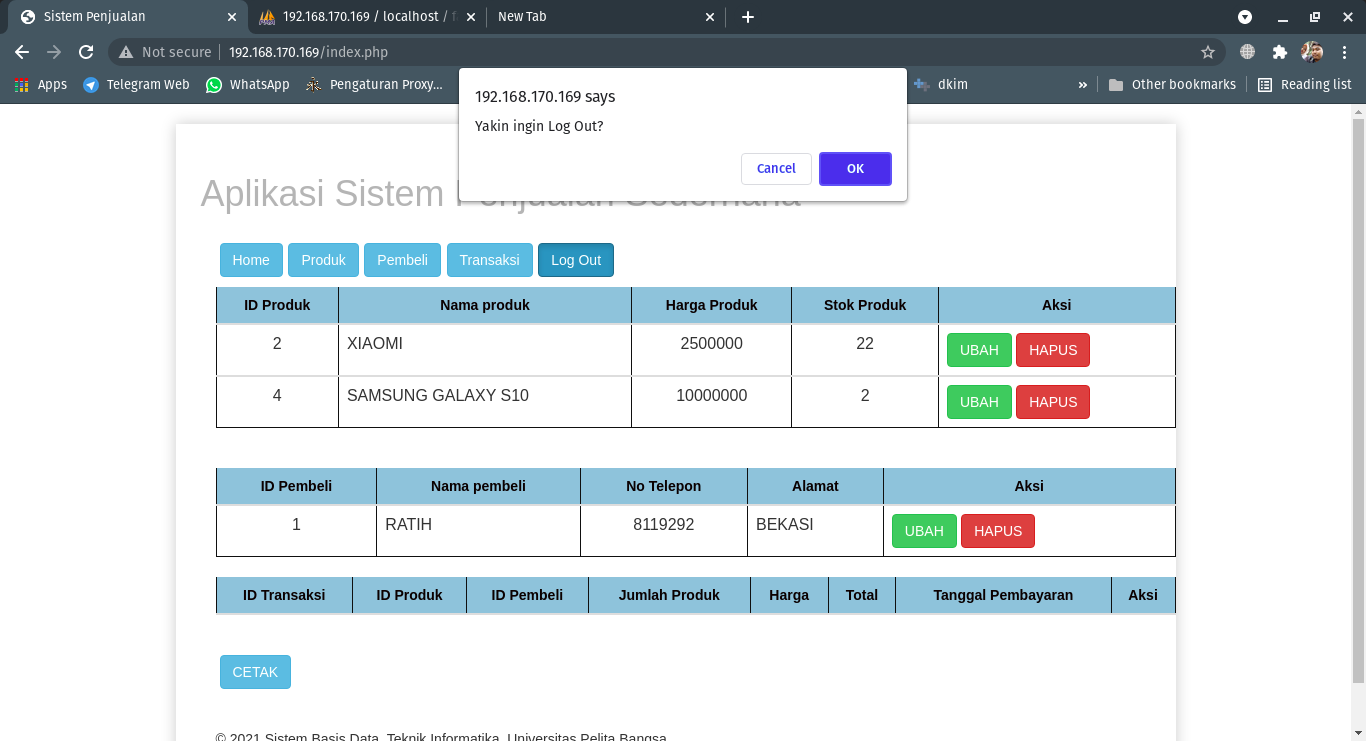 Sistem Penjualan
192.168.170.169 / localhost /
New Tab
Not secure 192.168.170.169/index.php
Apps Telegram Web WhatsApp Pengaturan Proxy... dkim » Other bookmarks Reading list
192.168.170.169 says
Yakin ingin Log Out?
Cancel OK
Aplikasi Sistem Penjualan Sederhana
Home Produk Pembeli Transaksi Log Out
ID Produk Nama produk Harga Produk Stok Produk Aksi
2 XIAOMI 2500000 22 UBAH HAPUS
4 SAMSUNG GALAXY S10 10000000 2 UBAH HAPUS
ID Pembeli Nama pembeli No Telepon Alamat Aksi
1 RATIH 8119292 BEKASI UBAH HAPUS
ID Transaksi ID Produk ID Pembeli Jumlah Produk Harga Total Tanggal Pembayaran Aksi
CETAK
© 2021 Sistem Basis Data, Teknik Informatika, Universitas Pelita Bangsa